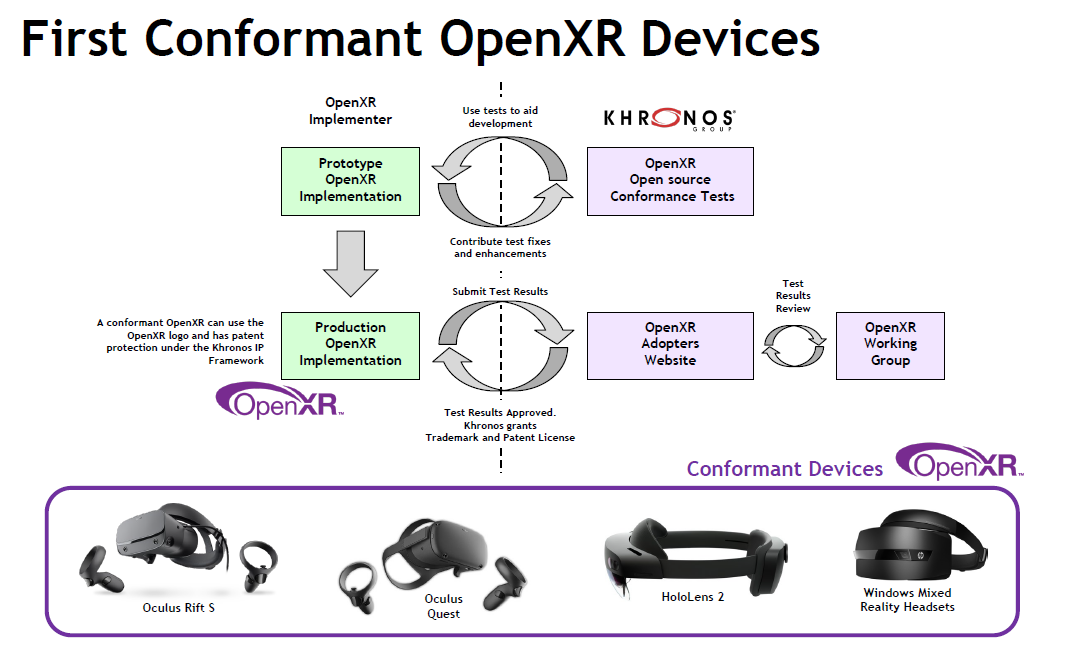 First Conformant OpenXR Devices
OpenXR
Implementer
Use tests to aid
development
KHRONOS
GROUP
Prototype
OpenXR
Implementation
OpenXR
Open source
Conformance Tests
Contribute test fixes
and enhancements
Submit Test Results
Test
Results
Review
A conformant OpenXR can use the
OpenXR logo and has patent
protection under the Khronos IP
Framework
Production
OpenXR
Implementation
OpenXR
Adopters
Website
OpenXR
Working
Group
OpenXR™
Test Results Approved.
Khronos grants
Trademark and Patent License
Conformant Devices
OpenXR™
hp
Oculus Rift S
Oculus
Quest
HoloLens 2
Windows Mixed
Reality Headsets